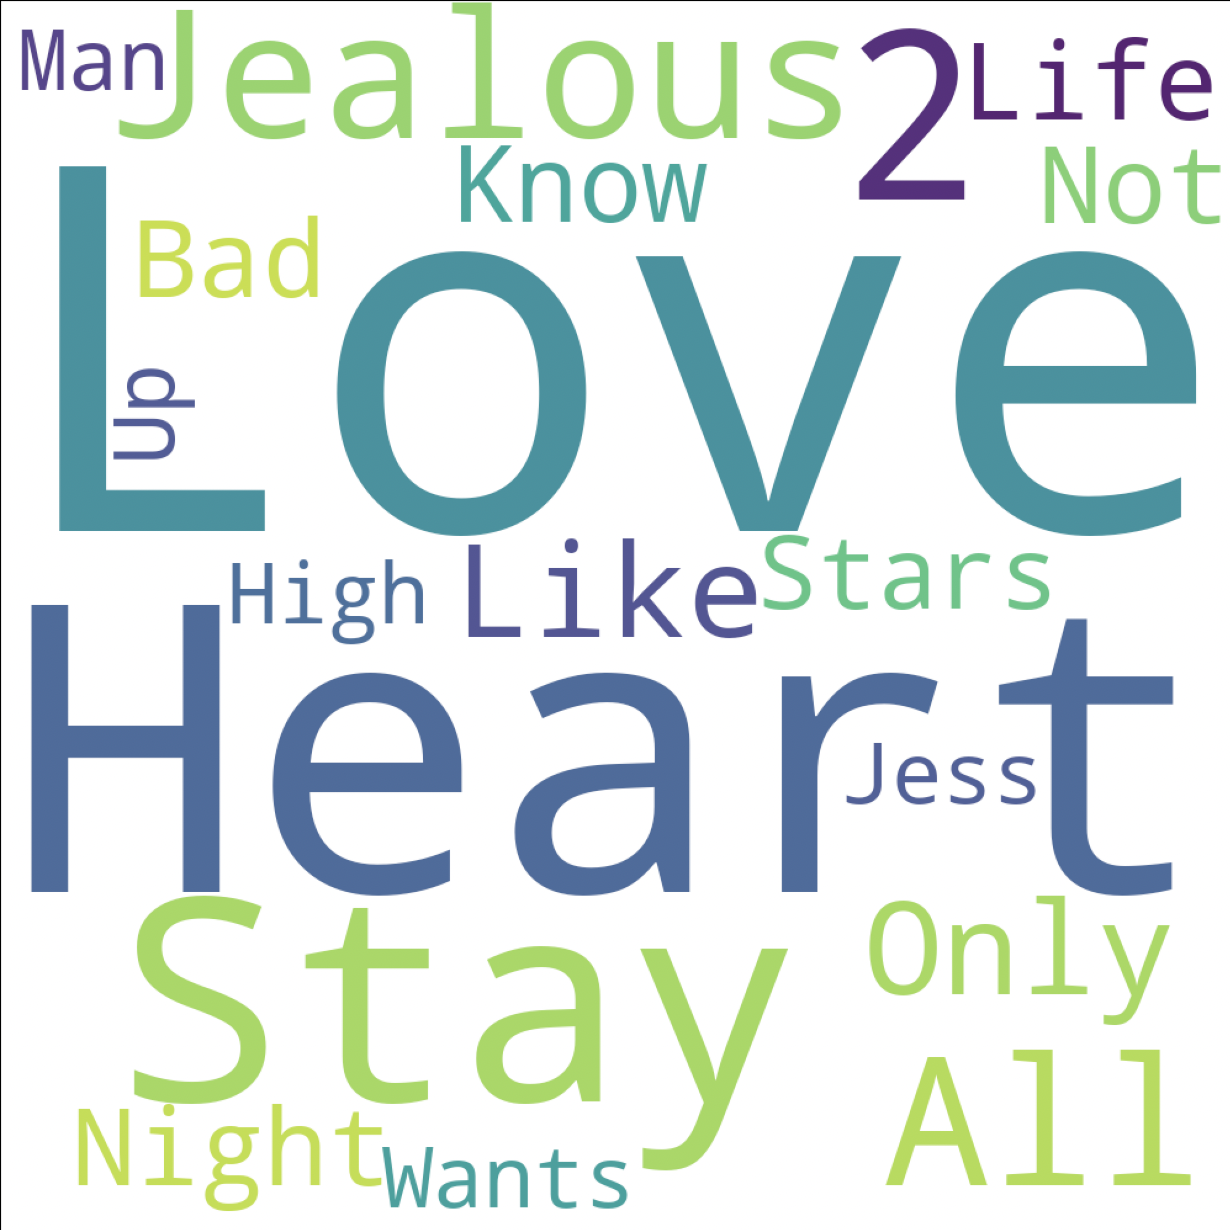 Man Jealous 2 Life
Know Not
Bad
Love
Up
High Like Stars
Heart
Jess
Stay Only
All
Night Wants